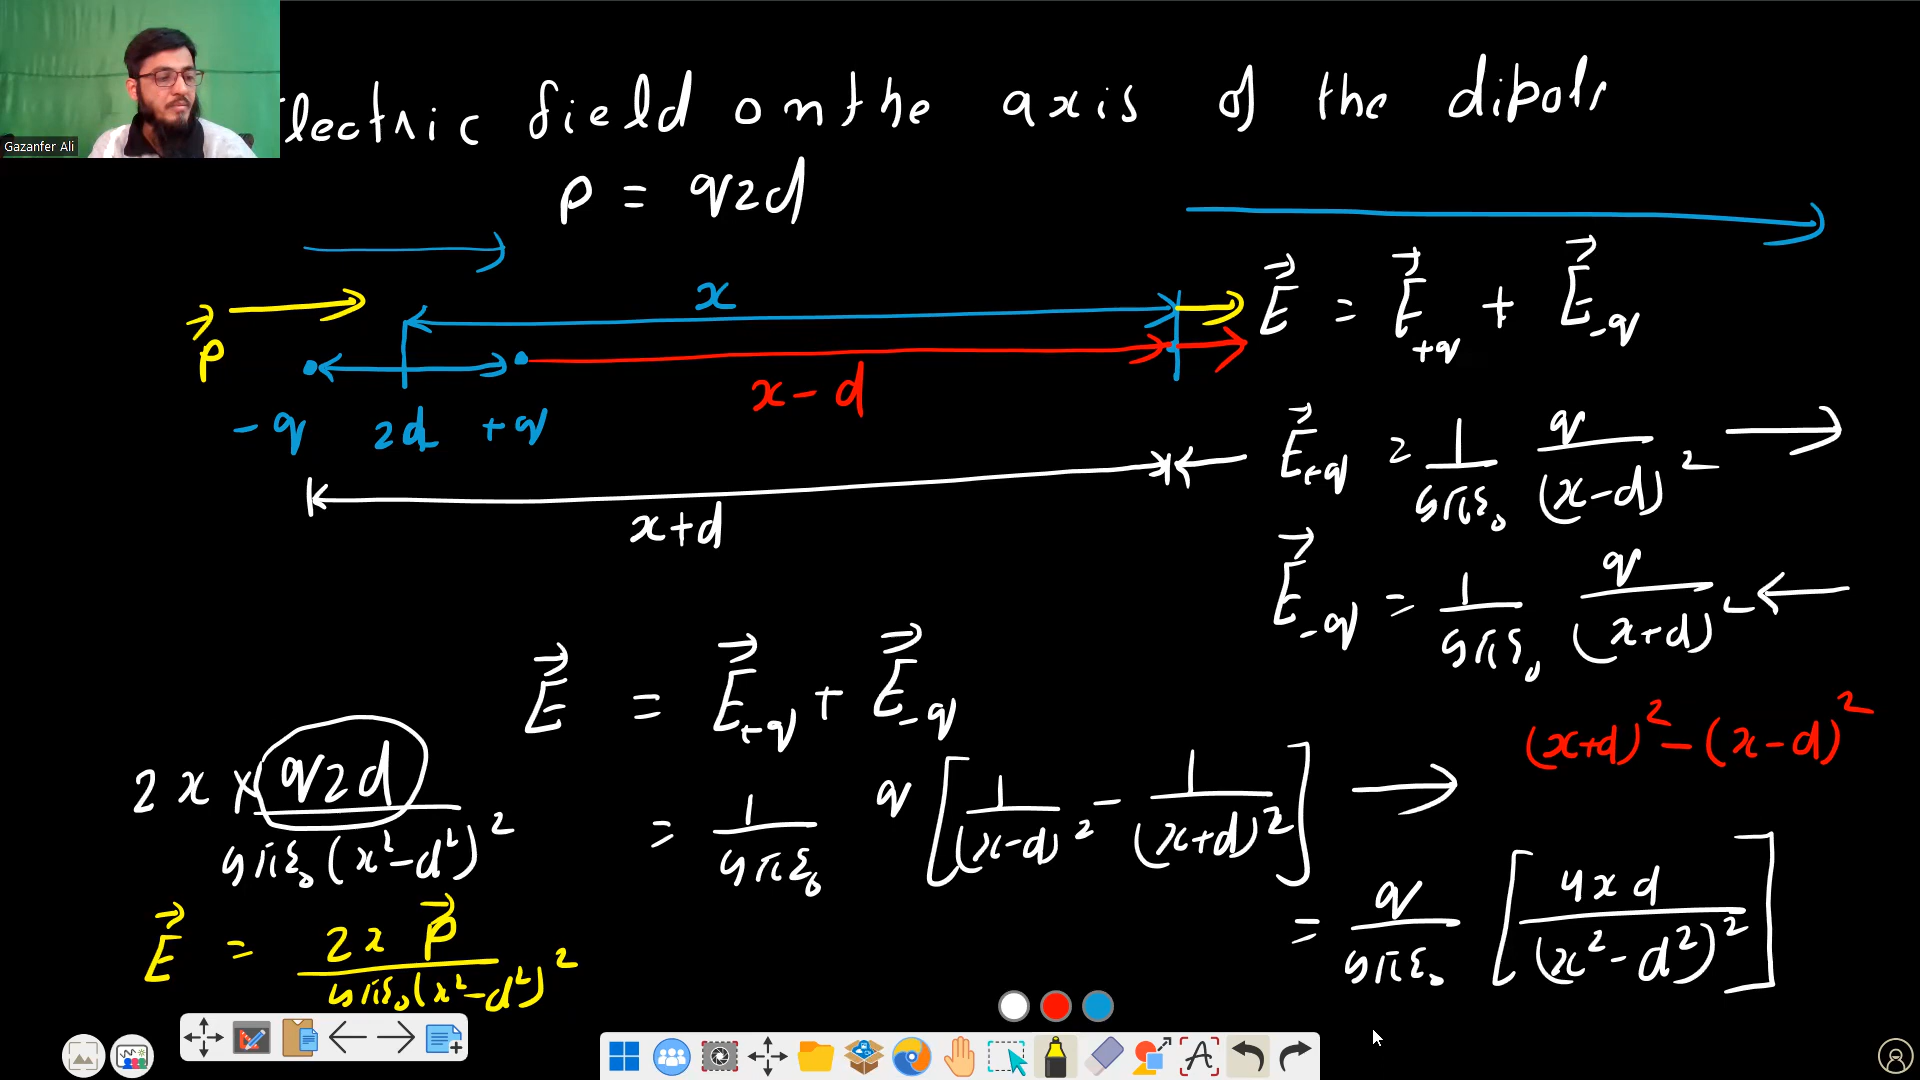 Gazanfer Ali
lectric field on the axis of the dipole
p = q2d
x
p⃗
x-d
-q 2d +q
x+d
E⃗ = E⃗₊q + E⃗₋q
E⃗₊q = 1/4πε₀ q/(x-d)² →
E⃗₋q = 1/4πε₀ q/(x+d)² ←
(x+d)² - (x-d)²
E⃗ = E⃗₊q + E⃗₋q
= 1/4πε₀ q [1/(x-d)² - 1/(x+d)²] →
= q/4πε₀ [4xd/(x²-d²)²]
2x × q2d/4πε₀(x²-d²)²
E⃗ = 2x p⃗/4πε₀(x²-d²)²